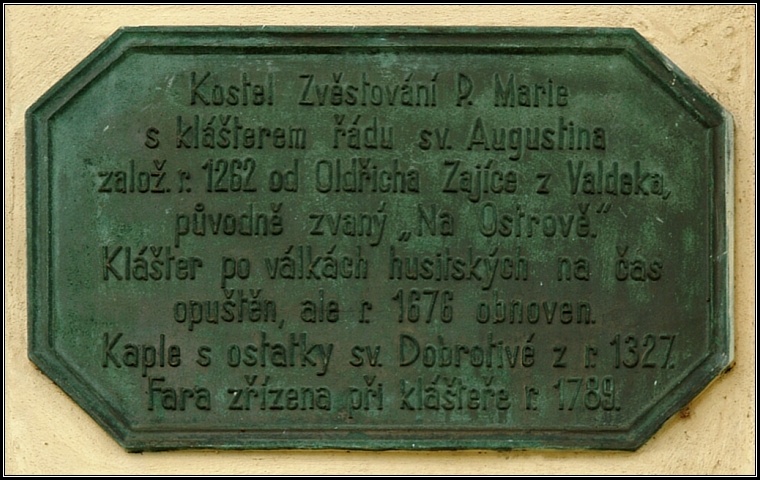 Kostel Zvěstování P. Marie
s klášterem řádu sv. Augustina
založ. r. 1262 od Oldřicha Zajíce z Valdeka,
původně zvaný „Na Ostrově.“
Klášter po válkách husitských na čas
opuštěn, ale r. 1676 obnoven.
Kaple s ostatky sv. Dobrotivé z r. 1327.
Fara zřízena při klášteře r. 1789.